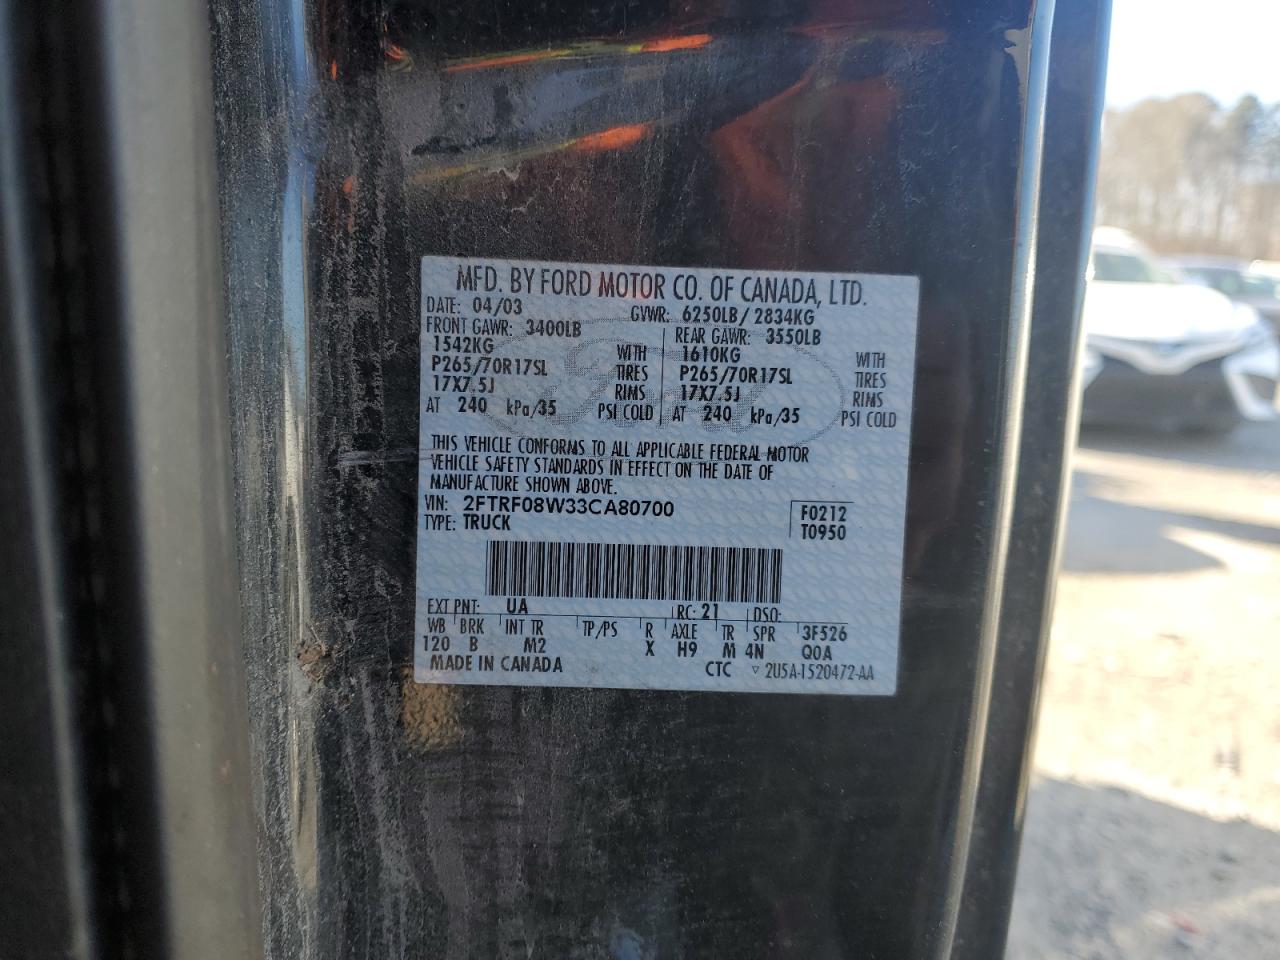 MFD. BY FORD MOTOR CO. OF CANADA, LTD.
DATE: 04/03 GVWR: 6250LB/ 2834KG
FRONT GAWR: 3400LB REAR GAWR: 3550LB
1542KG WITH 1610KG WITH
P265/70R17SL TIRES P265/70R17SL TIRES
17X7.5J RIMS 17X7.5J RIMS
AT 240 kPa/35 PSI COLD AT 240 kPa/35 PSI COLD
THIS VEHICLE CONFORMS TO ALL APPLICABLE FEDERAL MOTOR
VEHICLE SAFETY STANDARDS IN EFFECT ON THE DATE OF
MANUFACTURE SHOWN ABOVE.
VIN: 2FTRF08W33CA80700 F0212
TYPE: TRUCK T0950
EXT PNT: UA RC: 21 DSO:
WB BRK INT TR TP/PS R AXLE TR SPR 3F526
120 B M2 X H9 M 4N Q0A
MADE IN CANADA CTC ▽ 2U5A-1520472-AA